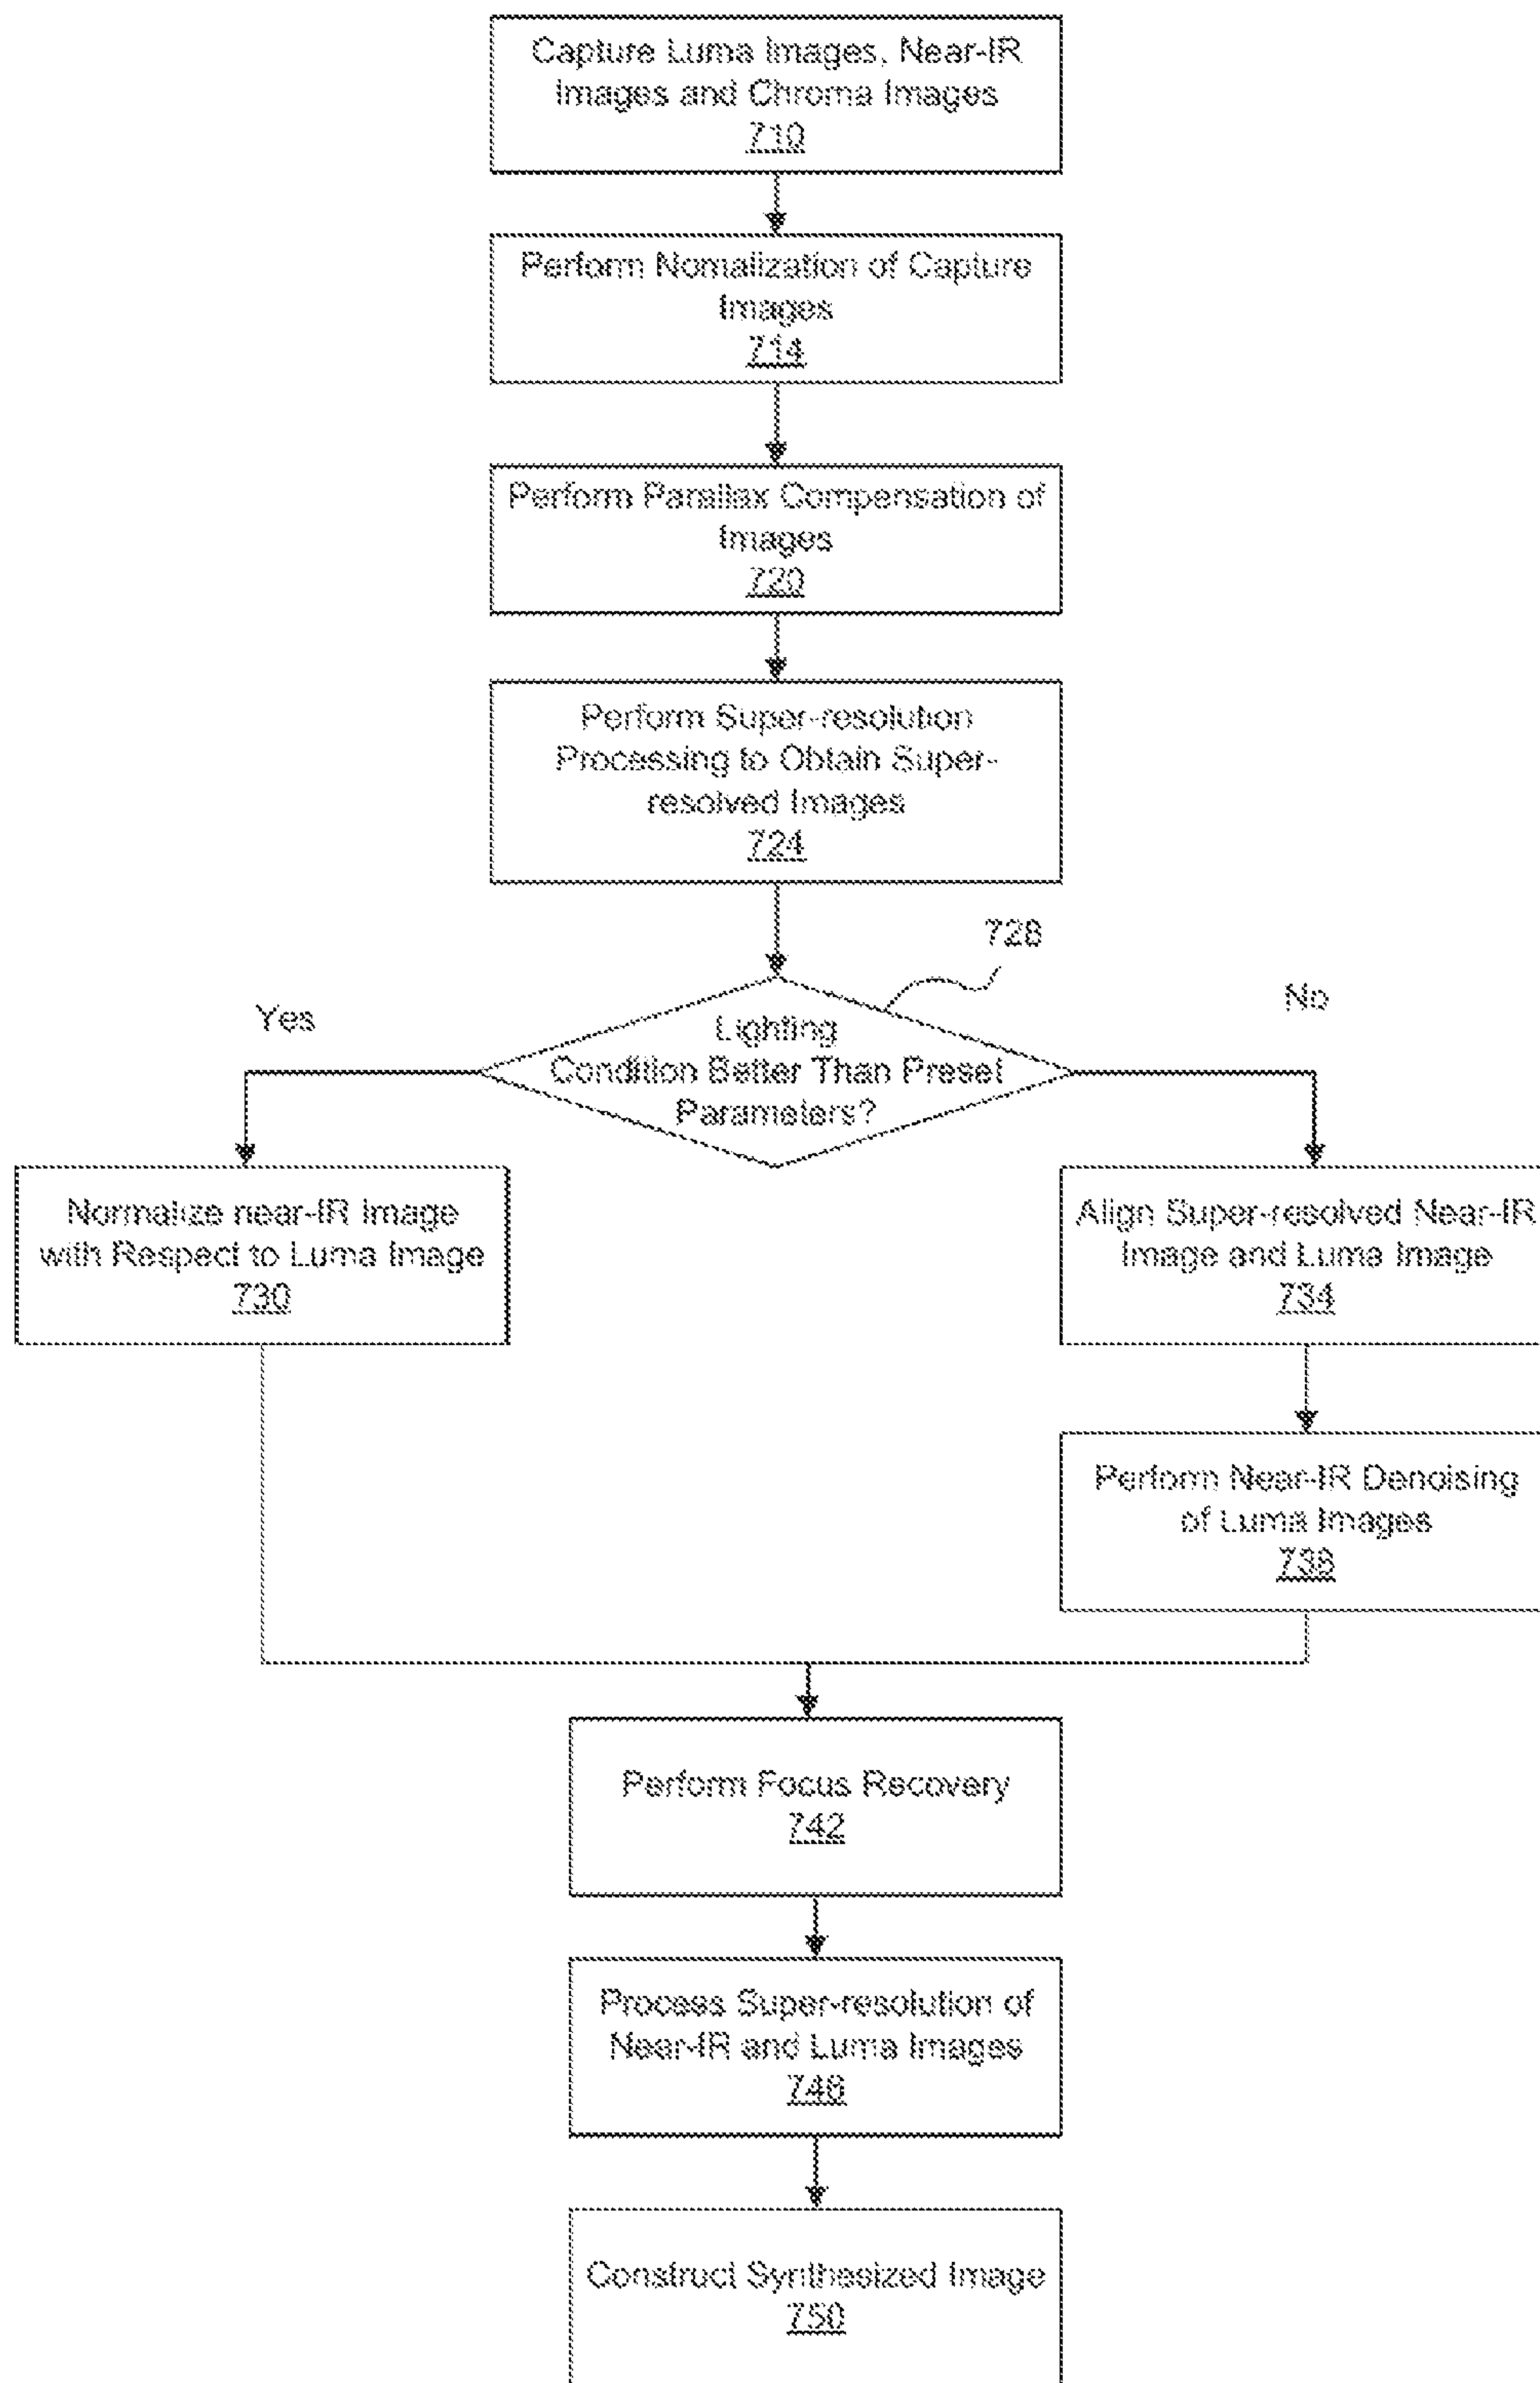 Capture Luma Images, Near-IR
Images and Chroma Images
710
Perform Nomalization of Capture
Images
714
Perform Parallax Compensation of
Images
720
Perform Super-resolution
Processing to Obtain Super-
resolved Images
724
728
Yes
No
Lighting
Condition Better Than Preset
Parameters?
Normalize near-IR Image
with Respect to Luma Image
730
Align Super-resolved Near-IR
Image and Luma Image
734
Perform Near-IR Denoising
of Luma Images
738
Perform Focus Recovery
742
Process Super-resolution of
Near-IR and Luma Images
746
Construct Synthesized Image
750